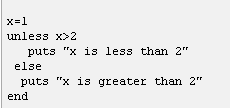 x=1
unless x>2
   puts "x is less than 2"
 else
  puts "x is greater than 2"
end